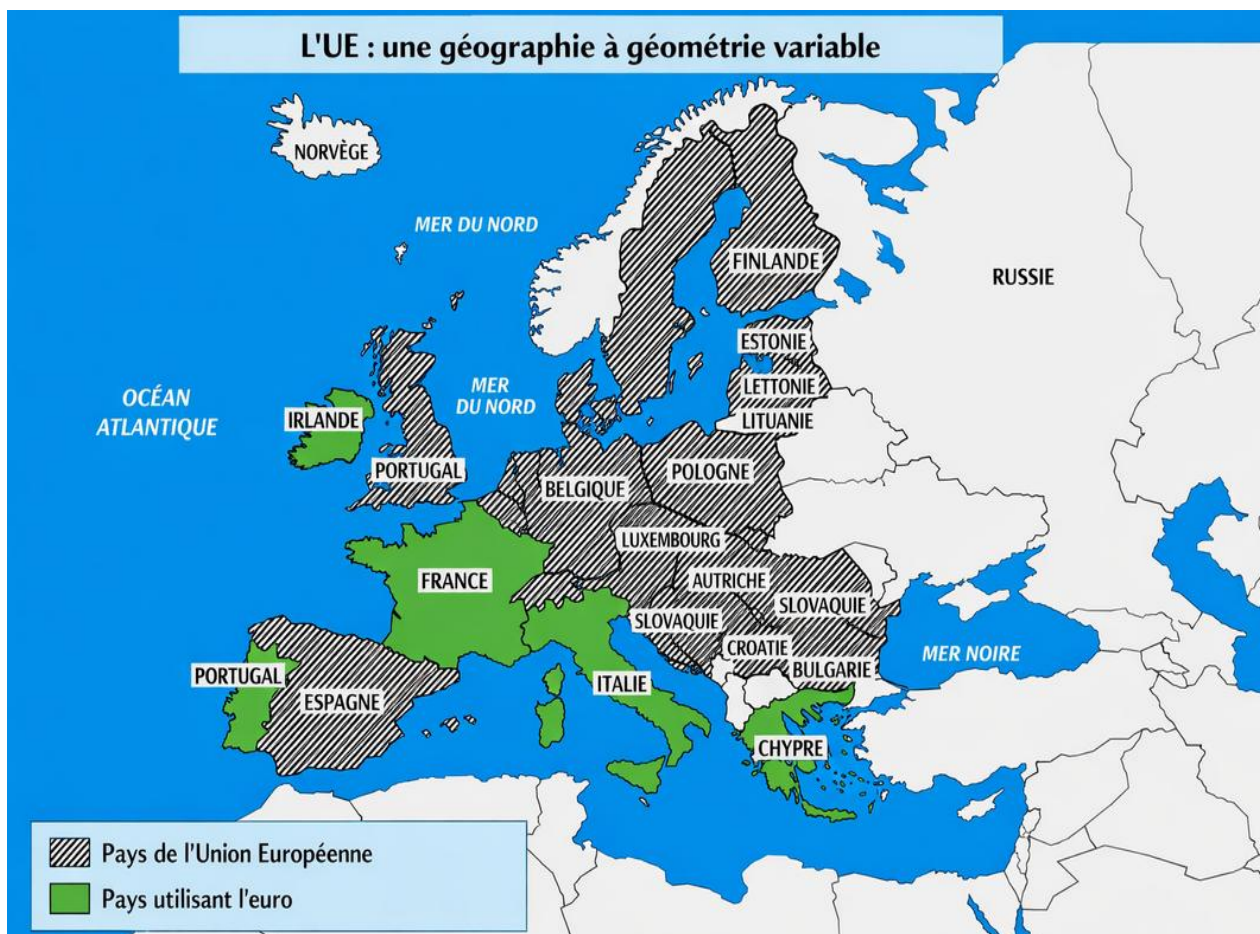 L'UE : une géographie à géométrie variable
NORVÈGE
MER DU NORD
FINLANDE
RUSSIE
ESTONIE
OCÉAN
ATLANTIQUE
MER
DU NORD
LETTONIE
IRLANDE
LITUANIE
PORTUGAL
BELGIQUE
POLOGNE
LUXEMBOURG
FRANCE
AUTRICHE
SLOVAQUIE
SLOVAQUIE
CROATIE
MER NOIRE
BULGARIE
PORTUGAL
ESPAGNE
ITALIE
CHYPRE
Pays de l'Union Européenne
Pays utilisant l'euro